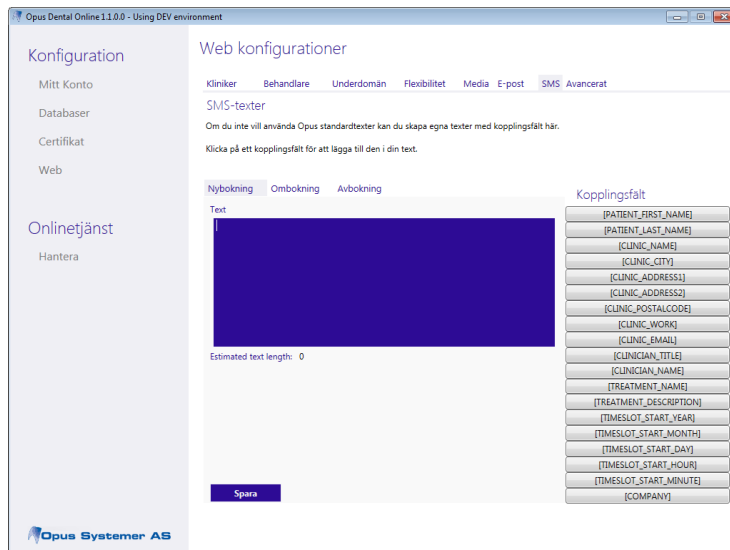 Opus Dental Online 1.1.0.0 - Using DEV environment
Konfiguration
Mitt Konto
Databaser
Certifikat
Web
Onlinetjänst
Hantera
Opus Systemer AS
Web konfigurationer
Kliniker Behandlare Underdomän Flexibilitet Media E-post SMS Avancerat
SMS-texter
Om du inte vill använda Opus standardtexter kan du skapa egna texter med kopplingsfält här.
Klicka på ett kopplingsfält för att lägga till den i din text.
Nybokning Ombokning Avbokning
Text
Estimated text length: 0
Spara
Kopplingsfält
[PATIENT_FIRST_NAME]
[PATIENT_LAST_NAME]
[CLINIC_NAME]
[CLINIC_CITY]
[CLINIC_ADDRESS1]
[CLINIC_ADDRESS2]
[CLINIC_POSTALCODE]
[CLINIC_WORK]
[CLINIC_EMAIL]
[CLINICIAN_TITLE]
[CLINICIAN_NAME]
[TREATMENT_NAME]
[TREATMENT_DESCRIPTION]
[TIMESLOT_START_YEAR]
[TIMESLOT_START_MONTH]
[TIMESLOT_START_DAY]
[TIMESLOT_START_HOUR]
[TIMESLOT_START_MINUTE]
[COMPANY]